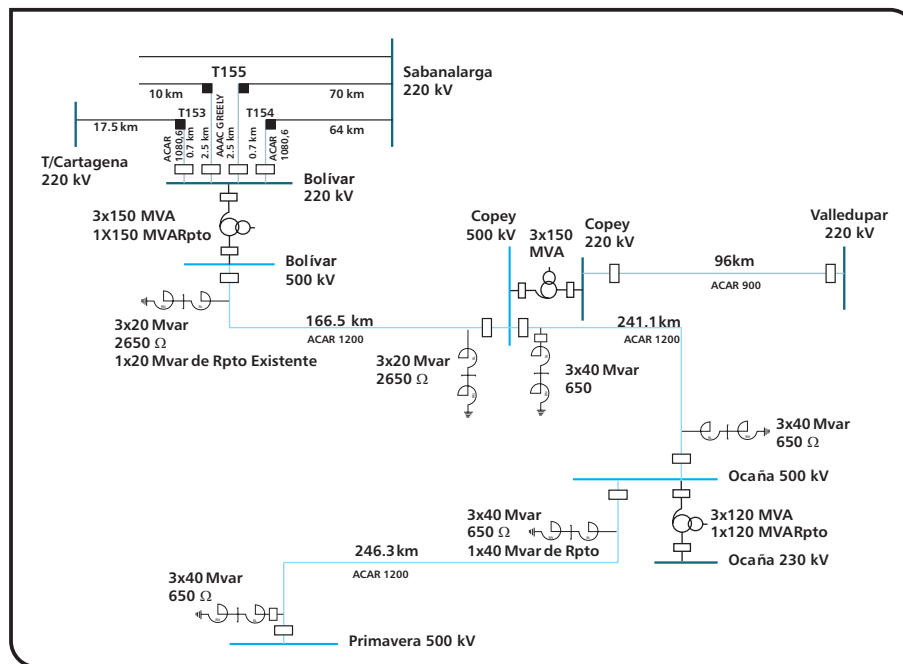 T155
Sabanalarga
220 kV
10 km
70 km
T153
T154
17.5 km
64 km
ACAR
1080,6
0.7 km
2.5 km
AAAC GREELY
2.5 km
0.7 km
ACAR
1080,6
T/Cartagena
220 kV
Bolívar
220 kV
3x150 MVA
1X150 MVARpto
Bolívar
500 kV
Copey
500 kV
3x150
MVA
Copey
220 kV
Valledupar
220 kV
96km
ACAR 900
166.5 km
ACAR 1200
241.1km
ACAR 1200
3x20 Mvar
2650 Ω
1x20 Mvar de Rpto Existente
3x20 Mvar
2650 Ω
3x40 Mvar
650
3x40 Mvar
650 Ω
Ocaña 500 kV
3x40 Mvar
650 Ω
1x40 Mvar de Rpto
3x120 MVA
1x120 MVARpto
246.3km
ACAR 1200
Ocaña 230 kV
3x40 Mvar
650 Ω
Primavera 500 kV